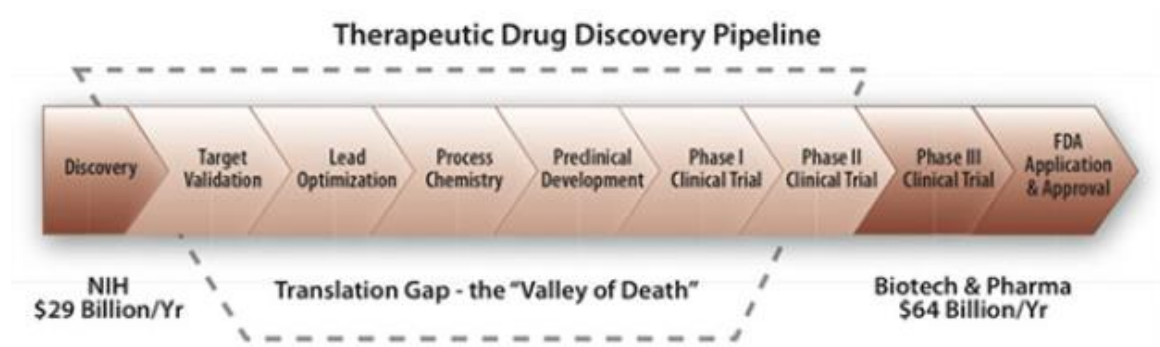 Therapeutic Drug Discovery Pipeline
Discovery
Target
Validation
Lead
Optimization
Process
Chemistry
Preclinical
Development
Phase I
Clinical Trial
Phase II
Clinical Trial
Phase III
Clinical Trial
FDA
Application
& Approval
NIH
$29 Billion/Yr
Translation Gap - the "Valley of Death"
Biotech & Pharma
$64 Billion/Yr